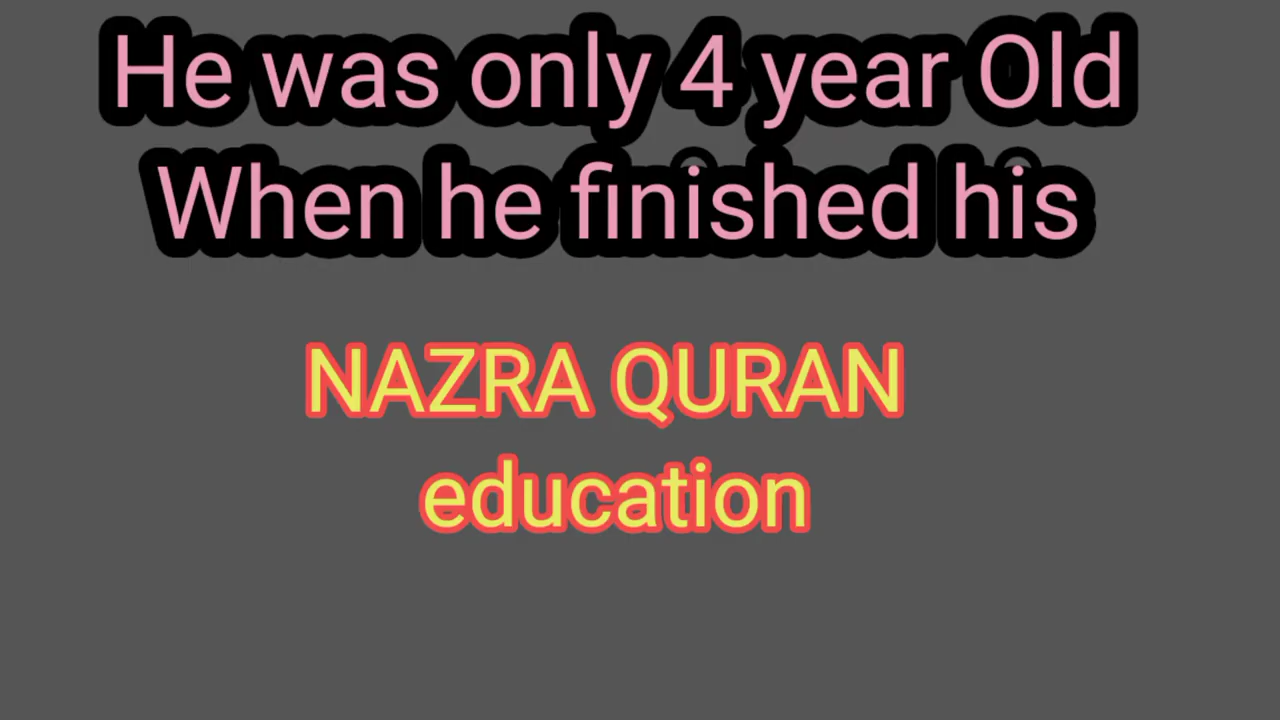 He was only 4 year Old
When he finished his
NAZRA QURAN
education